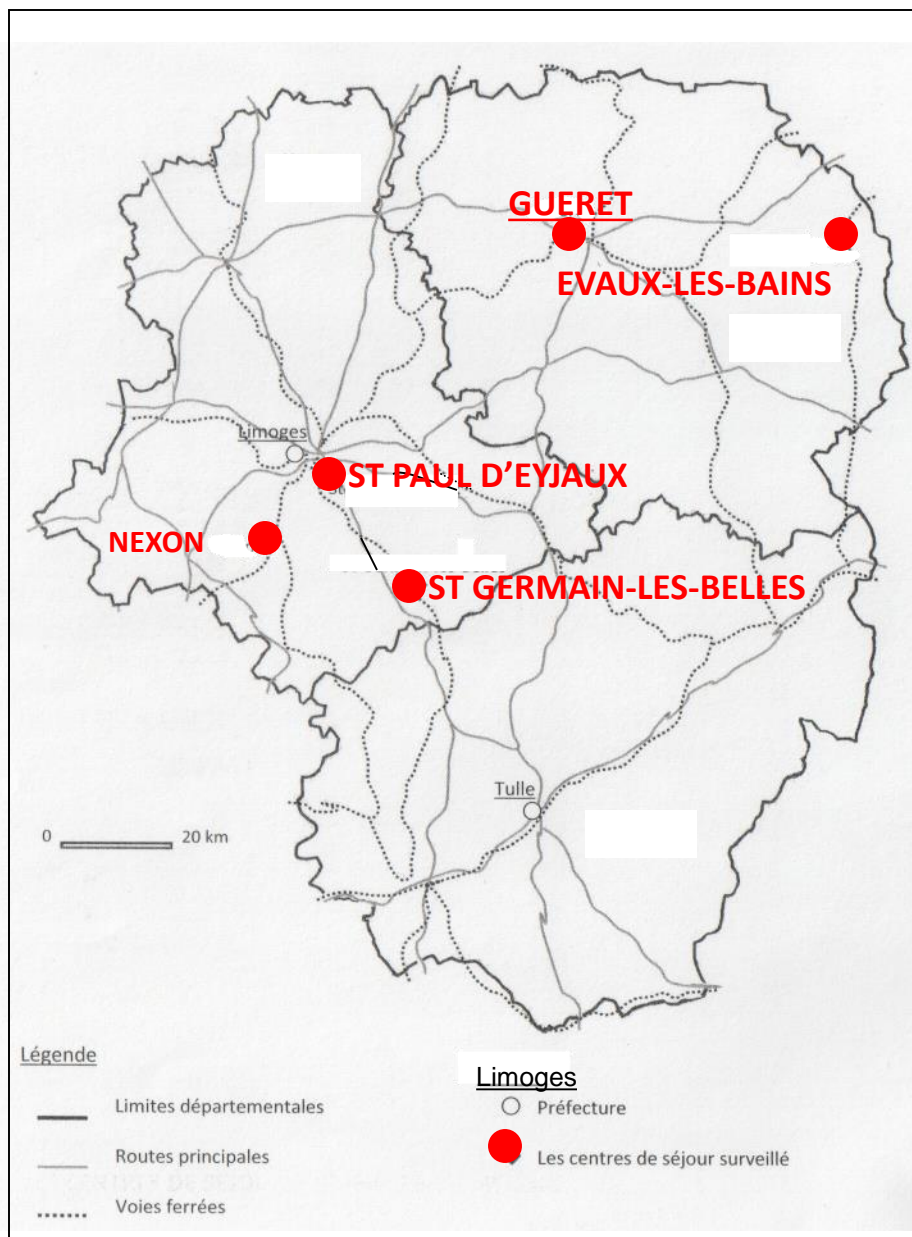 GUERET
EVAUX-LES-BAINS
Limoges
ST PAUL D’EYJAUX
NEXON
ST GERMAIN-LES-BELLES
Tulle
0 20 km
Légende
Limites départementales
Routes principales
Voies ferrées
Limoges
Préfecture
Les centres de séjour surveillé